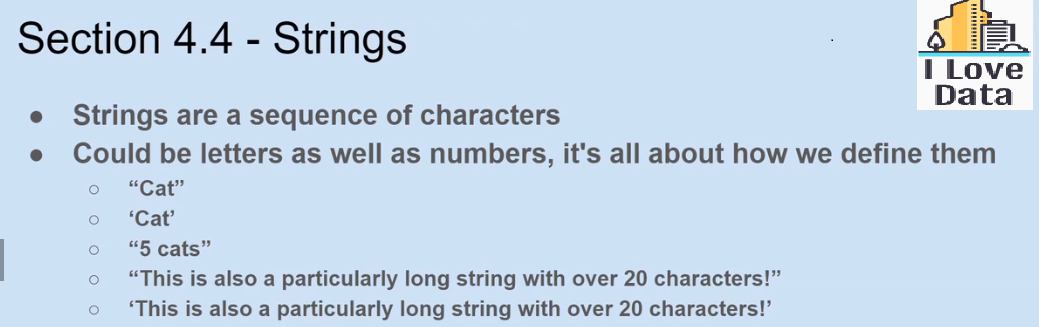 Section 4.4 - Strings
I Love
Data
● Strings are a sequence of characters
● Could be letters as well as numbers, it's all about how we define them
○ “Cat”
○ ‘Cat’
○ “5 cats”
○ “This is also a particularly long string with over 20 characters!”
○ ‘This is also a particularly long string with over 20 characters!’